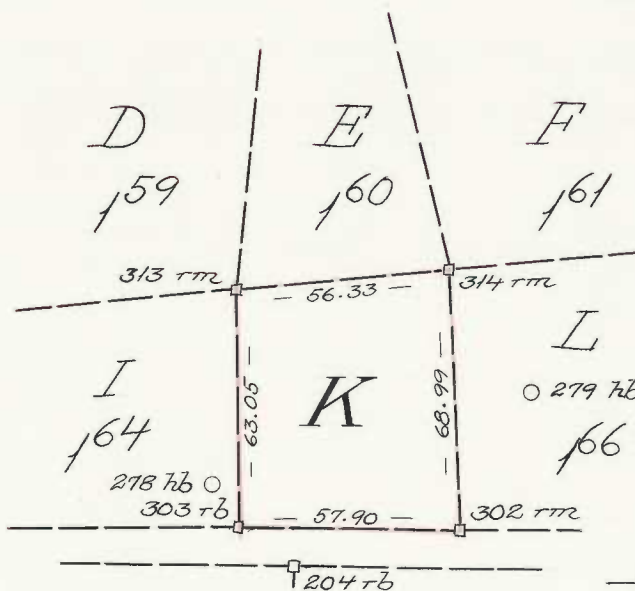 D
E
F
1⁵⁹
1⁶⁰
1⁶¹
313 rm
314 rm
— 56.33 —
I
K
L
— 63.05 —
— 68.99 —
279 hb
1⁶⁴
1⁶⁶
278 hb
303 rb
— 57.90 —
302 rm
204 rb